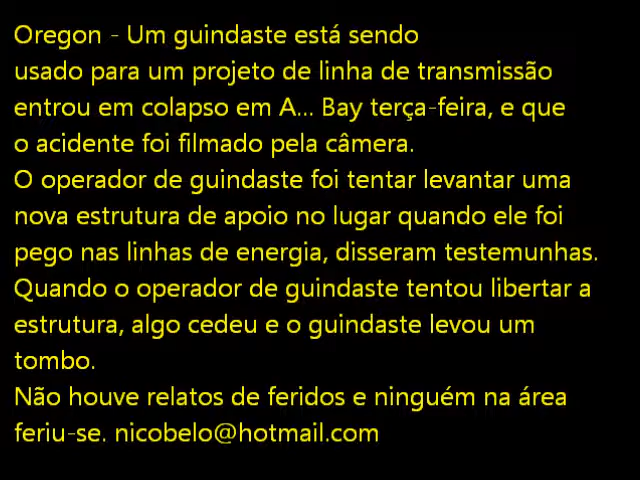 Oregon - Um guindaste está sendo
usado para um projeto de linha de transmissão
entrou em colapso em A... Bay terça-feira, e que
o acidente foi filmado pela câmera.
O operador de guindaste foi tentar levantar uma
nova estrutura de apoio no lugar quando ele foi
pego nas linhas de energia, disseram testemunhas.
Quando o operador de guindaste tentou libertar a
estrutura, algo cedeu e o guindaste levou um
tombo.
Não houve relatos de feridos e ninguém na área
feriu-se. nicobelo@hotmail.com